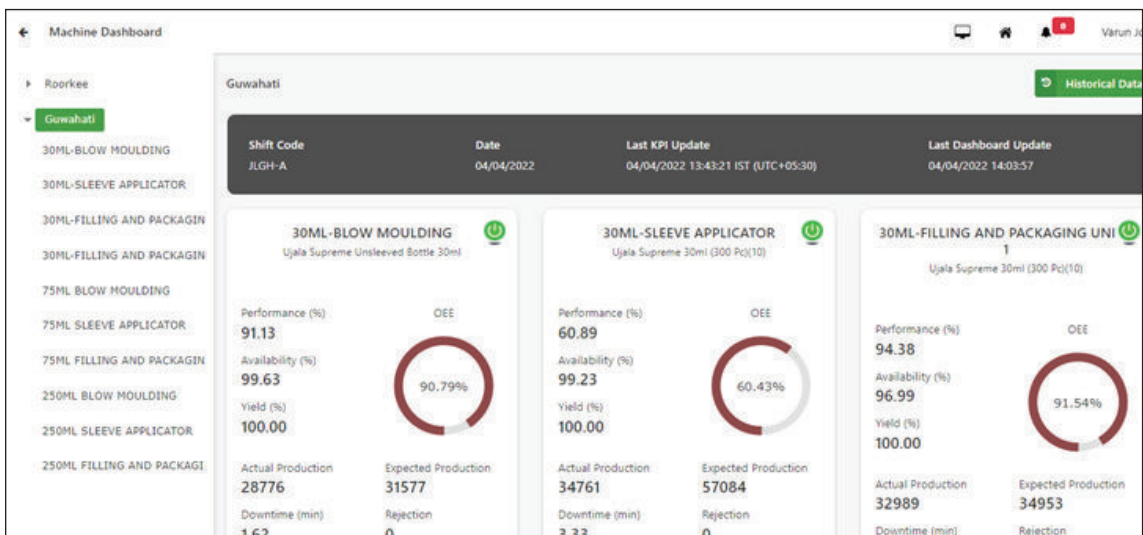 Machine Dashboard
0
Varun Jo
Roorkee
Guwahati
30ML-BLOW MOULDING
30ML-SLEEVE APPLICATOR
30ML-FILLING AND PACKAGIN
30ML-FILLING AND PACKAGIN
75ML BLOW MOULDING
75ML SLEEVE APPLICATOR
75ML FILLING AND PACKAGIN
250ML BLOW MOULDING
250ML SLEEVE APPLICATOR
250ML FILLING AND PACKAGI
Guwahati
Historical Data
Shift Code Date Last KPI Update Last Dashboard Update
JLGH-A 04/04/2022 04/04/2022 13:43:21 IST (UTC+05:30) 04/04/2022 14:03:57
30ML-BLOW MOULDING
Ujala Supreme Unsleeved Bottle 30ml
Performance (%) OEE
91.13
Availability (%)
99.63
90.79%
Yield (%)
100.00
Actual Production Expected Production
28776 31577
Downtime (min) Rejection
1.62 0
30ML-SLEEVE APPLICATOR
Ujala Supreme 30ml (300 Pc)(10)
Performance (%) OEE
60.89
Availability (%)
99.23
60.43%
Yield (%)
100.00
Actual Production Expected Production
34761 57084
Downtime (min) Rejection
3.33 0
30ML-FILLING AND PACKAGING UNI
1
Ujala Supreme 30ml (300 Pc)(10)
Performance (%) OEE
94.38
Availability (%)
96.99
91.54%
Yield (%)
100.00
Actual Production Expected Production
32989 34953
Downtime (min) Rejection